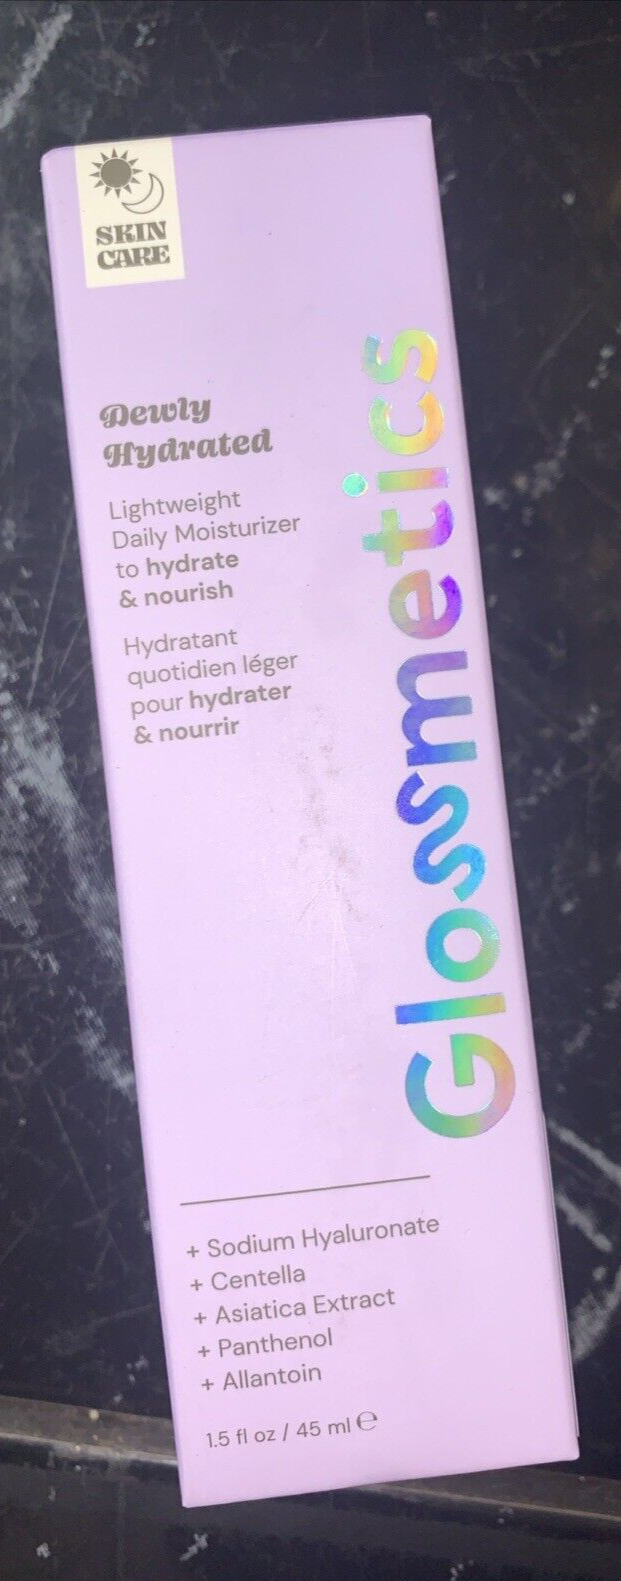 SKIN
CARE
Dewly
Hydrated
Lightweight
Daily Moisturizer
to hydrate
& nourish
Hydratant
quotidien léger
pour hydrater
& nourrir
Glossmetics
+ Sodium Hyaluronate
+ Centella
+ Asiatica Extract
+ Panthenol
+ Allantoin
1.5 fl oz / 45 ml ℮